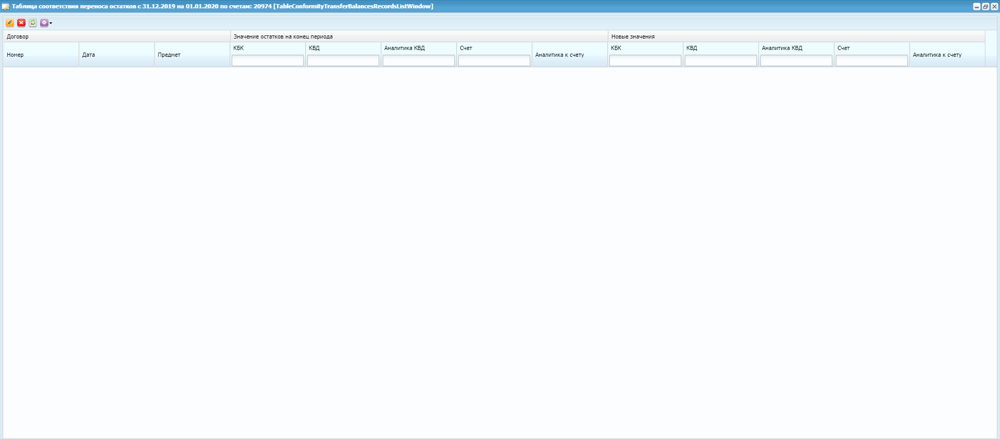 Таблица соответствия переноса остатков с 31.12.2019 на 01.01.2020 по счетам: 20974 [TableConformityTransferBalancesRecordsListWindow]
Договор Значение остатков на конец периода Новые значения
Номер Дата Предмет КБК КВД Аналитика КВД Счет Аналитика к счету КБК КВД Аналитика КВД Счет Аналитика к счету